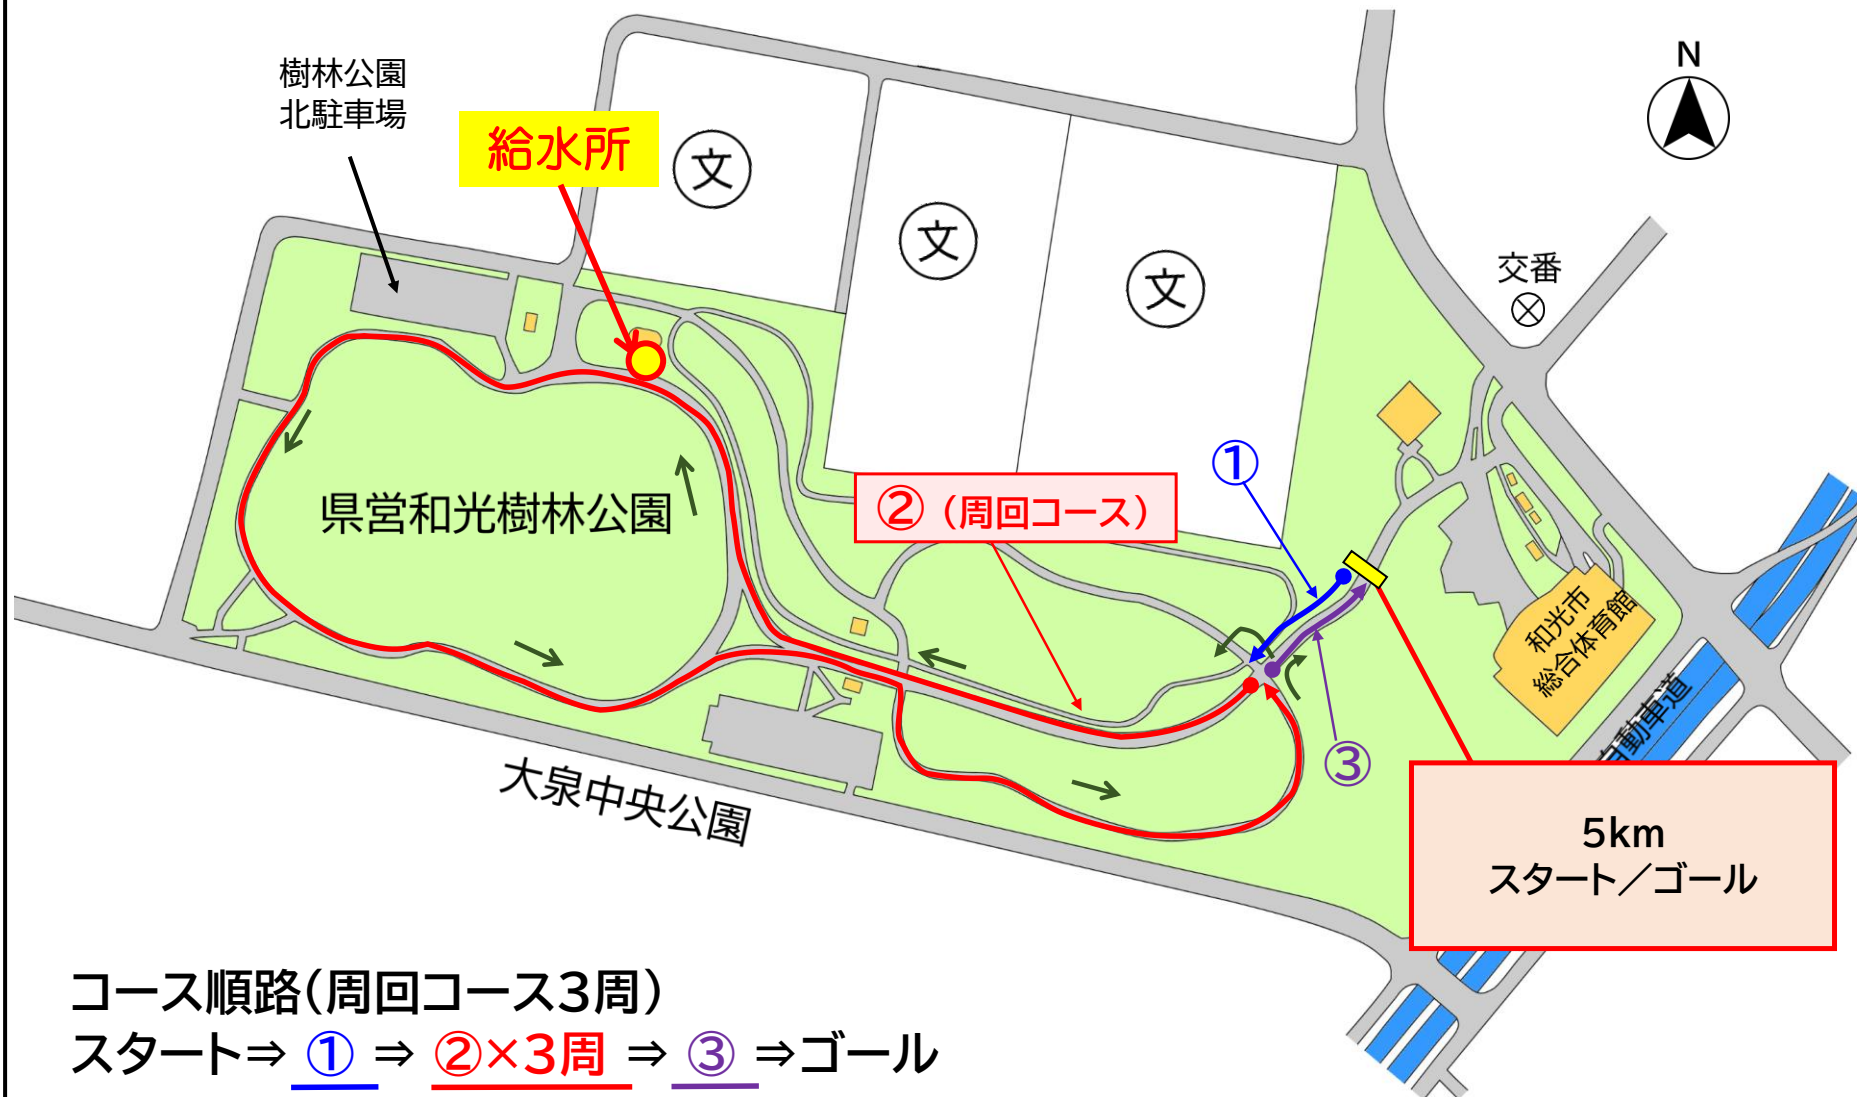 樹林公園
北駐車場
給水所
文
文
文
N
交番
①
②（周回コース）
県営和光樹林公園
和光市
総合体育館
自動車道
③
大泉中央公園
5km
スタート／ゴール
コース順路(周回コース3周)
スタート⇒ ① ⇒ ②×3周 ⇒ ③ ⇒ゴール